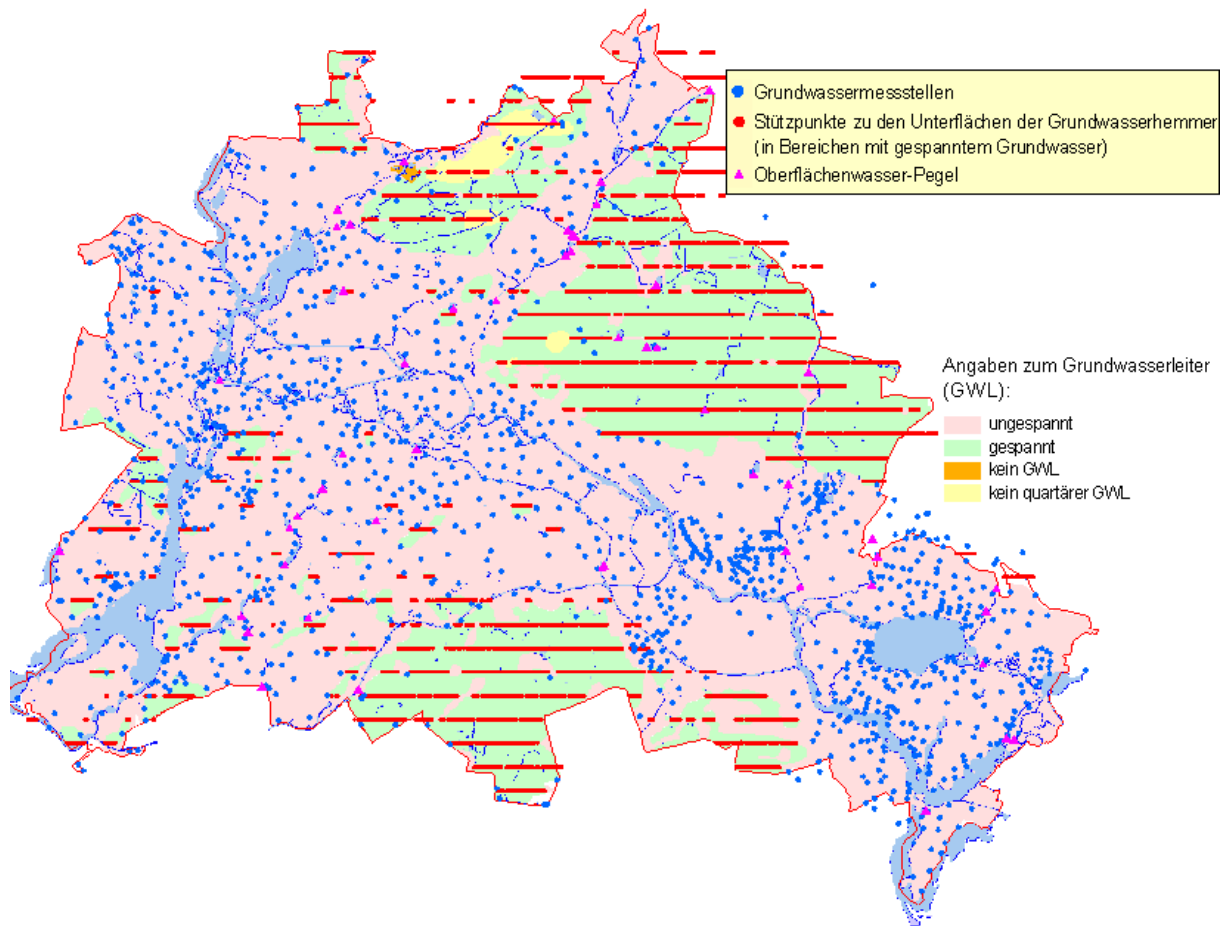 Grundwassermessstellen
Stützpunkte zu den Unterflächen der Grundwasserhemmer
(in Bereichen mit gespanntem Grundwasser)
Oberflächenwasser-Pegel
Angaben zum Grundwasserleiter
(GWL):
ungespannt
gespannt
kein GWL
kein quartärer GWL